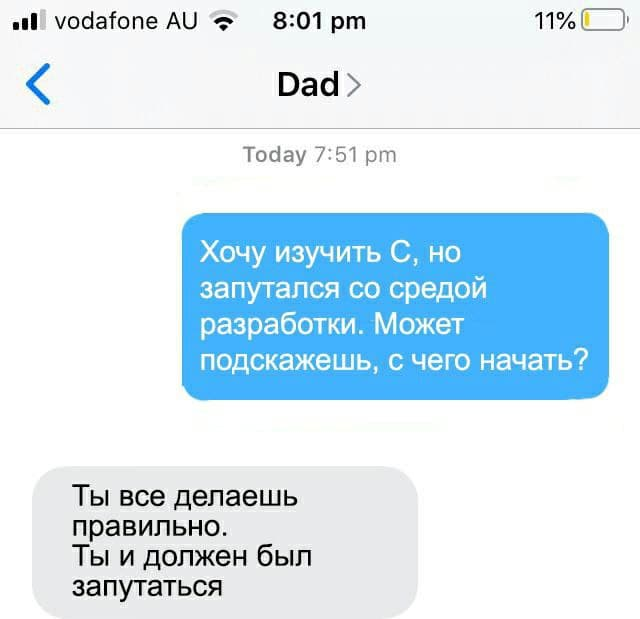 vodafone AU 8:01 pm 11%
Dad
Today 7:51 pm
Хочу изучить С, но
запутался со средой
разработки. Может
подскажешь, с чего начать?
Ты все делаешь
правильно.
Ты и должен был
запутаться